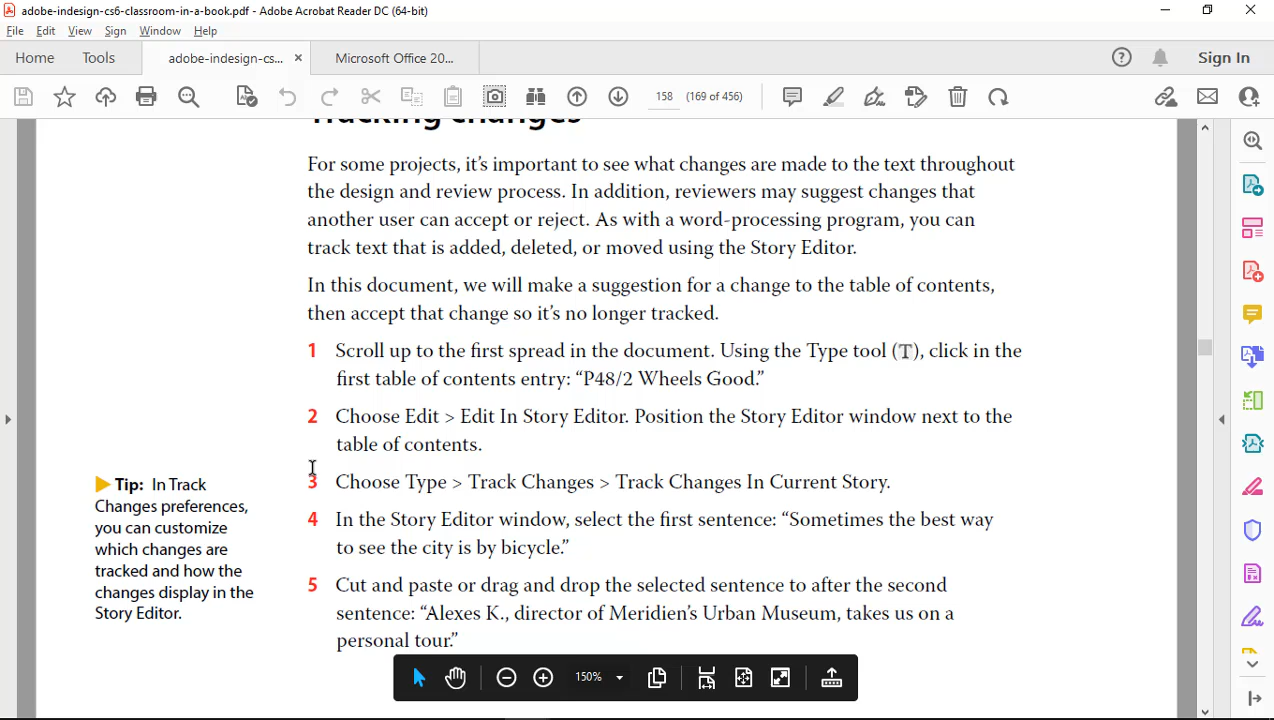 adobe-indesign-cs6-classroom-in-a-book.pdf - Adobe Acrobat Reader DC (64-bit)
File Edit View Sign Window Help
Home Tools adobe-indesign-cs... Microsoft Office 20... Sign In
158 (169 of 456)
Tracking changes
For some projects, it’s important to see what changes are made to the text throughout
the design and review process. In addition, reviewers may suggest changes that
another user can accept or reject. As with a word-processing program, you can
track text that is added, deleted, or moved using the Story Editor.
In this document, we will make a suggestion for a change to the table of contents,
then accept that change so it’s no longer tracked.
1 Scroll up to the first spread in the document. Using the Type tool (T), click in the
first table of contents entry: “P48/2 Wheels Good.”
2 Choose Edit > Edit In Story Editor. Position the Story Editor window next to the
table of contents.
3 Choose Type > Track Changes > Track Changes In Current Story.
4 In the Story Editor window, select the first sentence: “Sometimes the best way
to see the city is by bicycle.”
5 Cut and paste or drag and drop the selected sentence to after the second
sentence: “Alexes K., director of Meridien’s Urban Museum, takes us on a
personal tour.”
Tip: In Track
Changes preferences,
you can customize
which changes are
tracked and how the
changes display in the
Story Editor.
150%